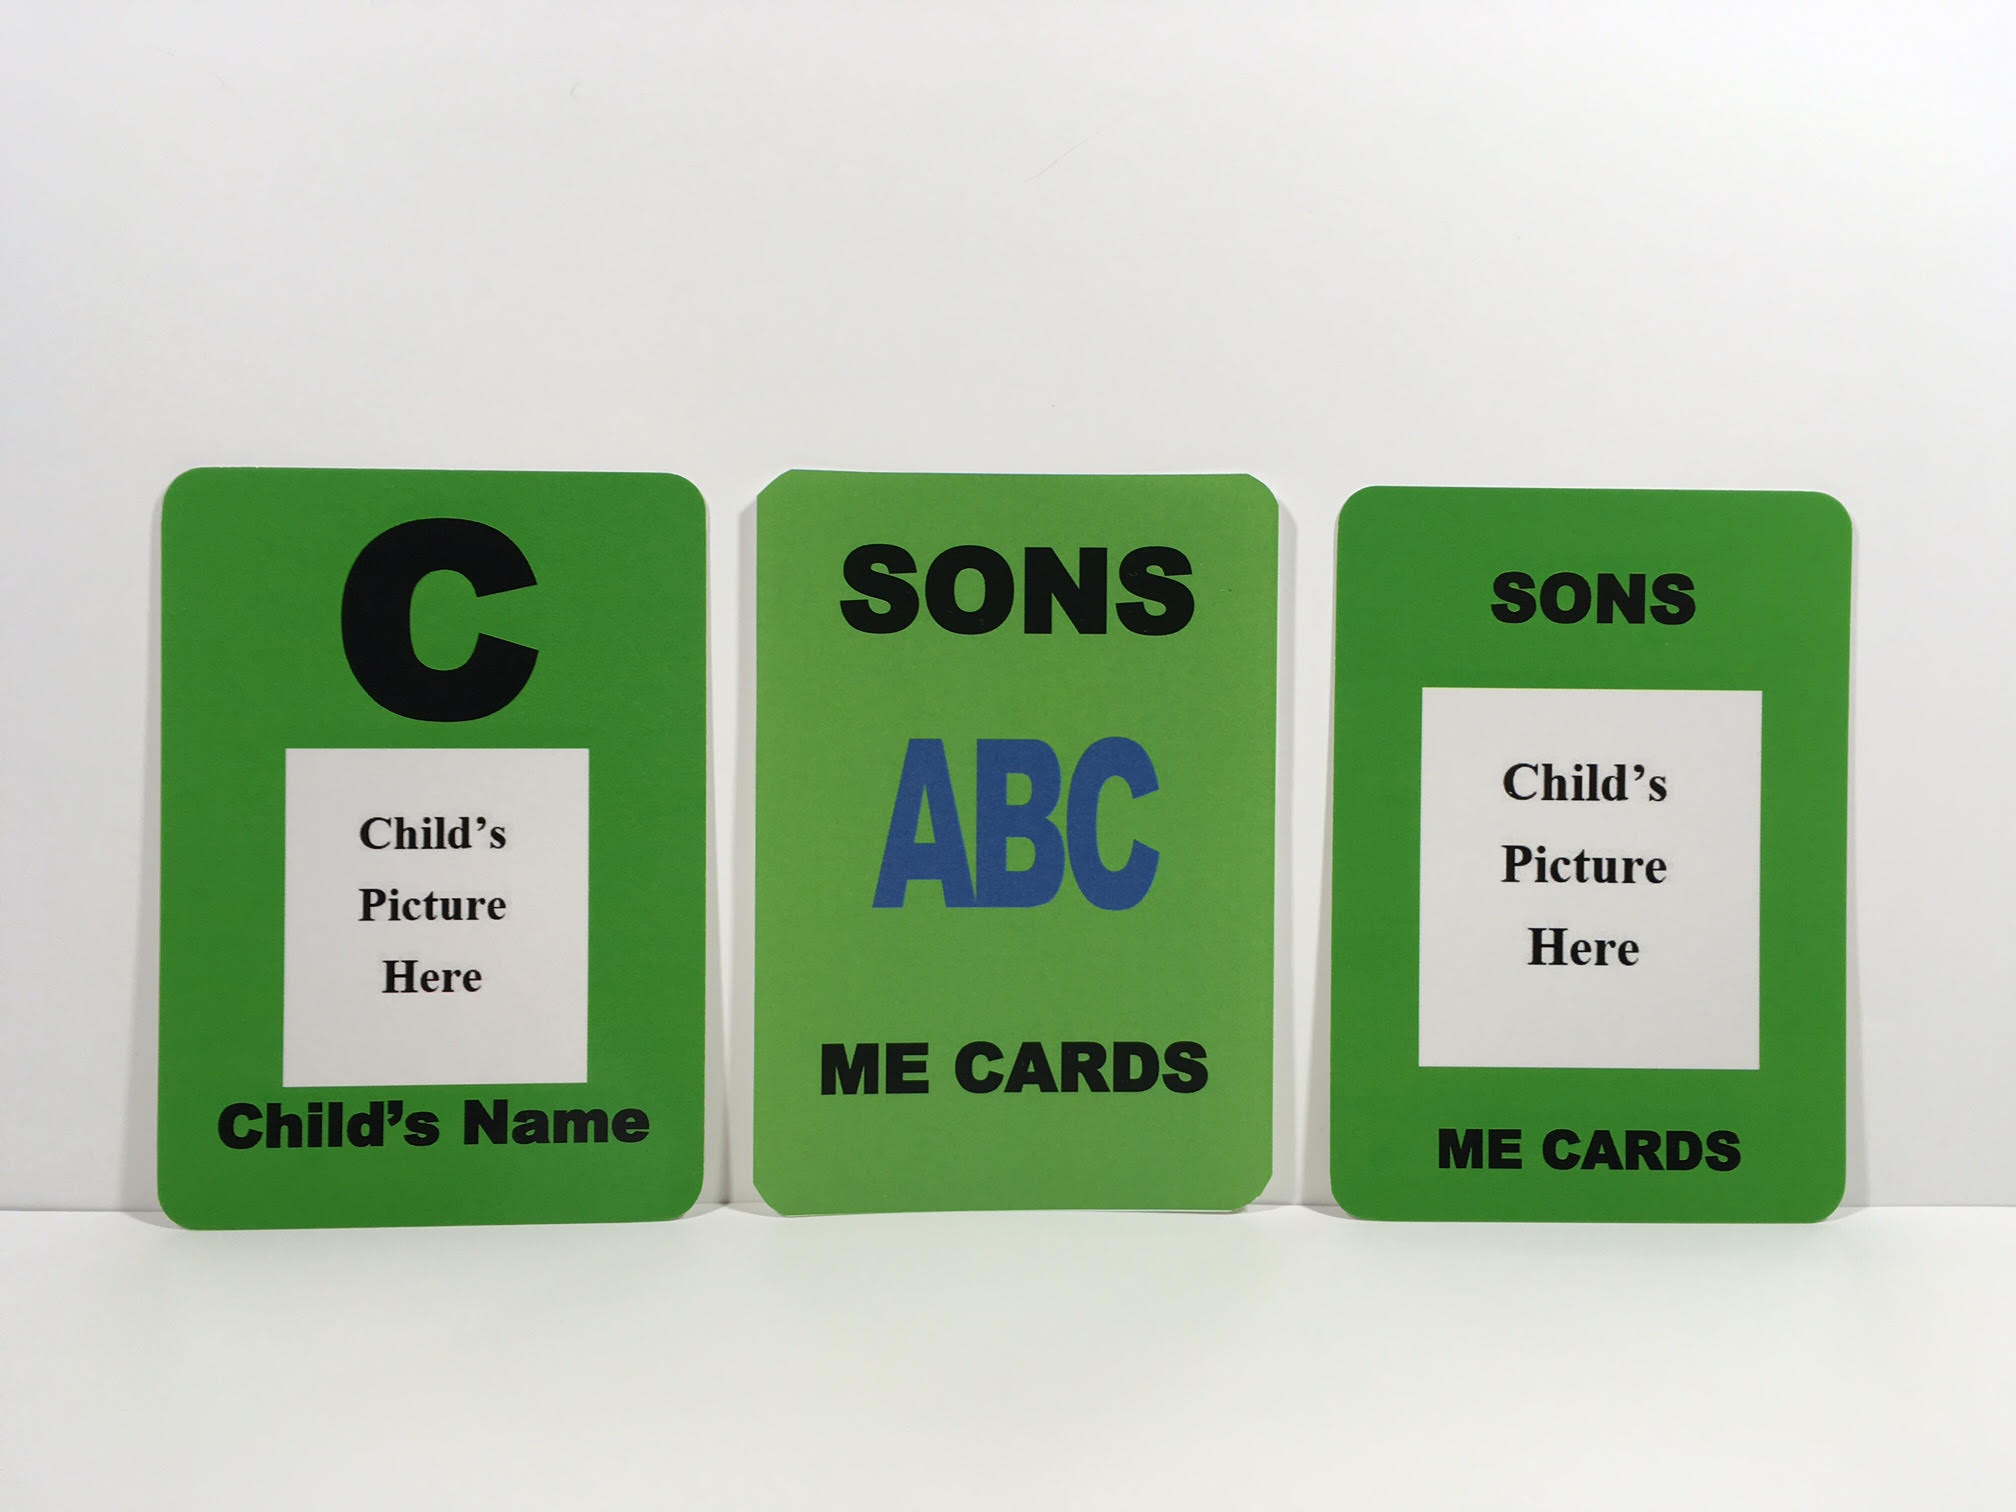 C
Child's
Picture
Here
Child's Name
SONS
ABC
ME CARDS
SONS
Child's
Picture
Here
ME CARDS